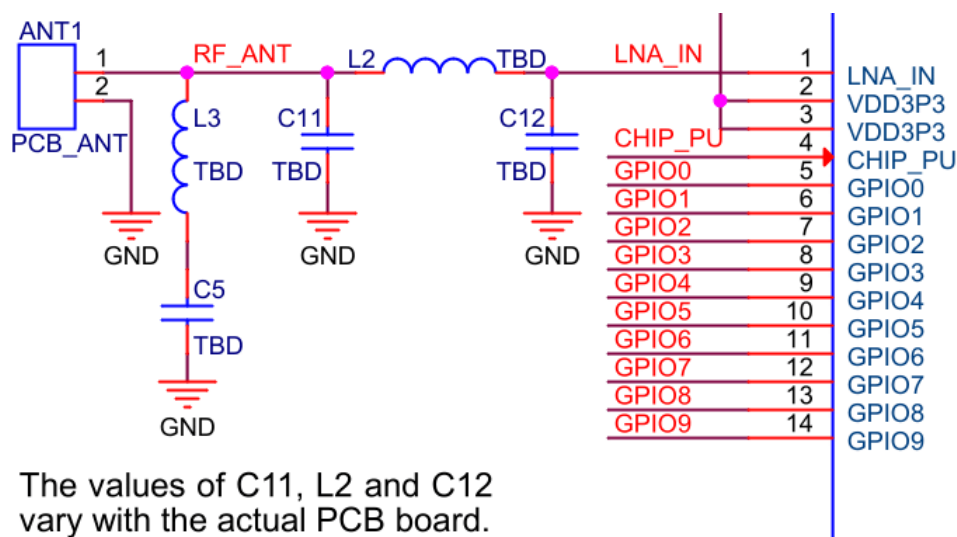 ANT1
1
2
PCB_ANT
RF_ANT
L2
TBD
LNA_IN
L3
TBD
C11
TBD
C12
TBD
GND
GND
GND
C5
TBD
GND
CHIP_PU
GPIO0
GPIO1
GPIO2
GPIO3
GPIO4
GPIO5
GPIO6
GPIO7
GPIO8
GPIO9
1 LNA_IN
2 VDD3P3
3 VDD3P3
4 CHIP_PU
5 GPIO0
6 GPIO1
7 GPIO2
8 GPIO3
9 GPIO4
10 GPIO5
11 GPIO6
12 GPIO7
13 GPIO8
14 GPIO9
The values of C11, L2 and C12
vary with the actual PCB board.